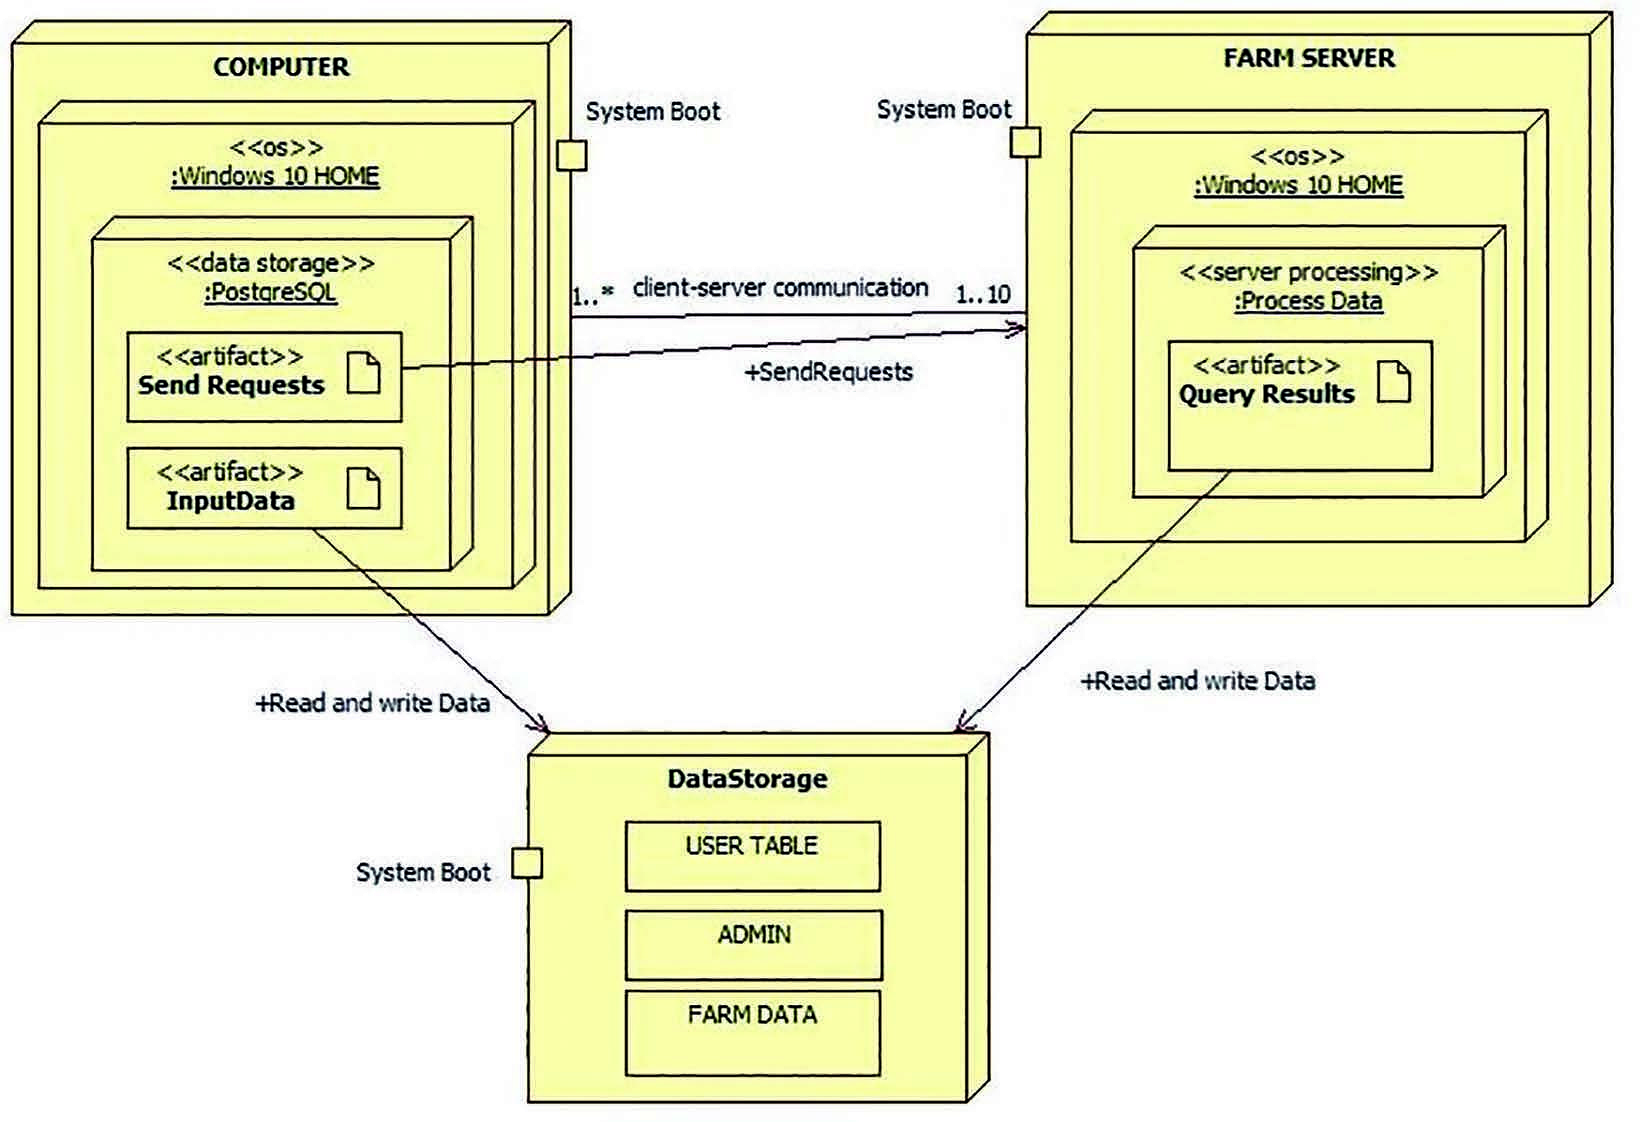 COMPUTER
<<os>>
:Windows 10 HOME
<<data storage>>
:PostgreSQL
<<artifact>>
Send Requests
<<artifact>>
InputData
System Boot
1..*
client-server communication
1..10
+SendRequests
System Boot
FARM SERVER
<<os>>
:Windows 10 HOME
<<server processing>>
:Process Data
<<artifact>>
Query Results
+Read and write Data
+Read and write Data
DataStorage
System Boot
USER TABLE
ADMIN
FARM DATA